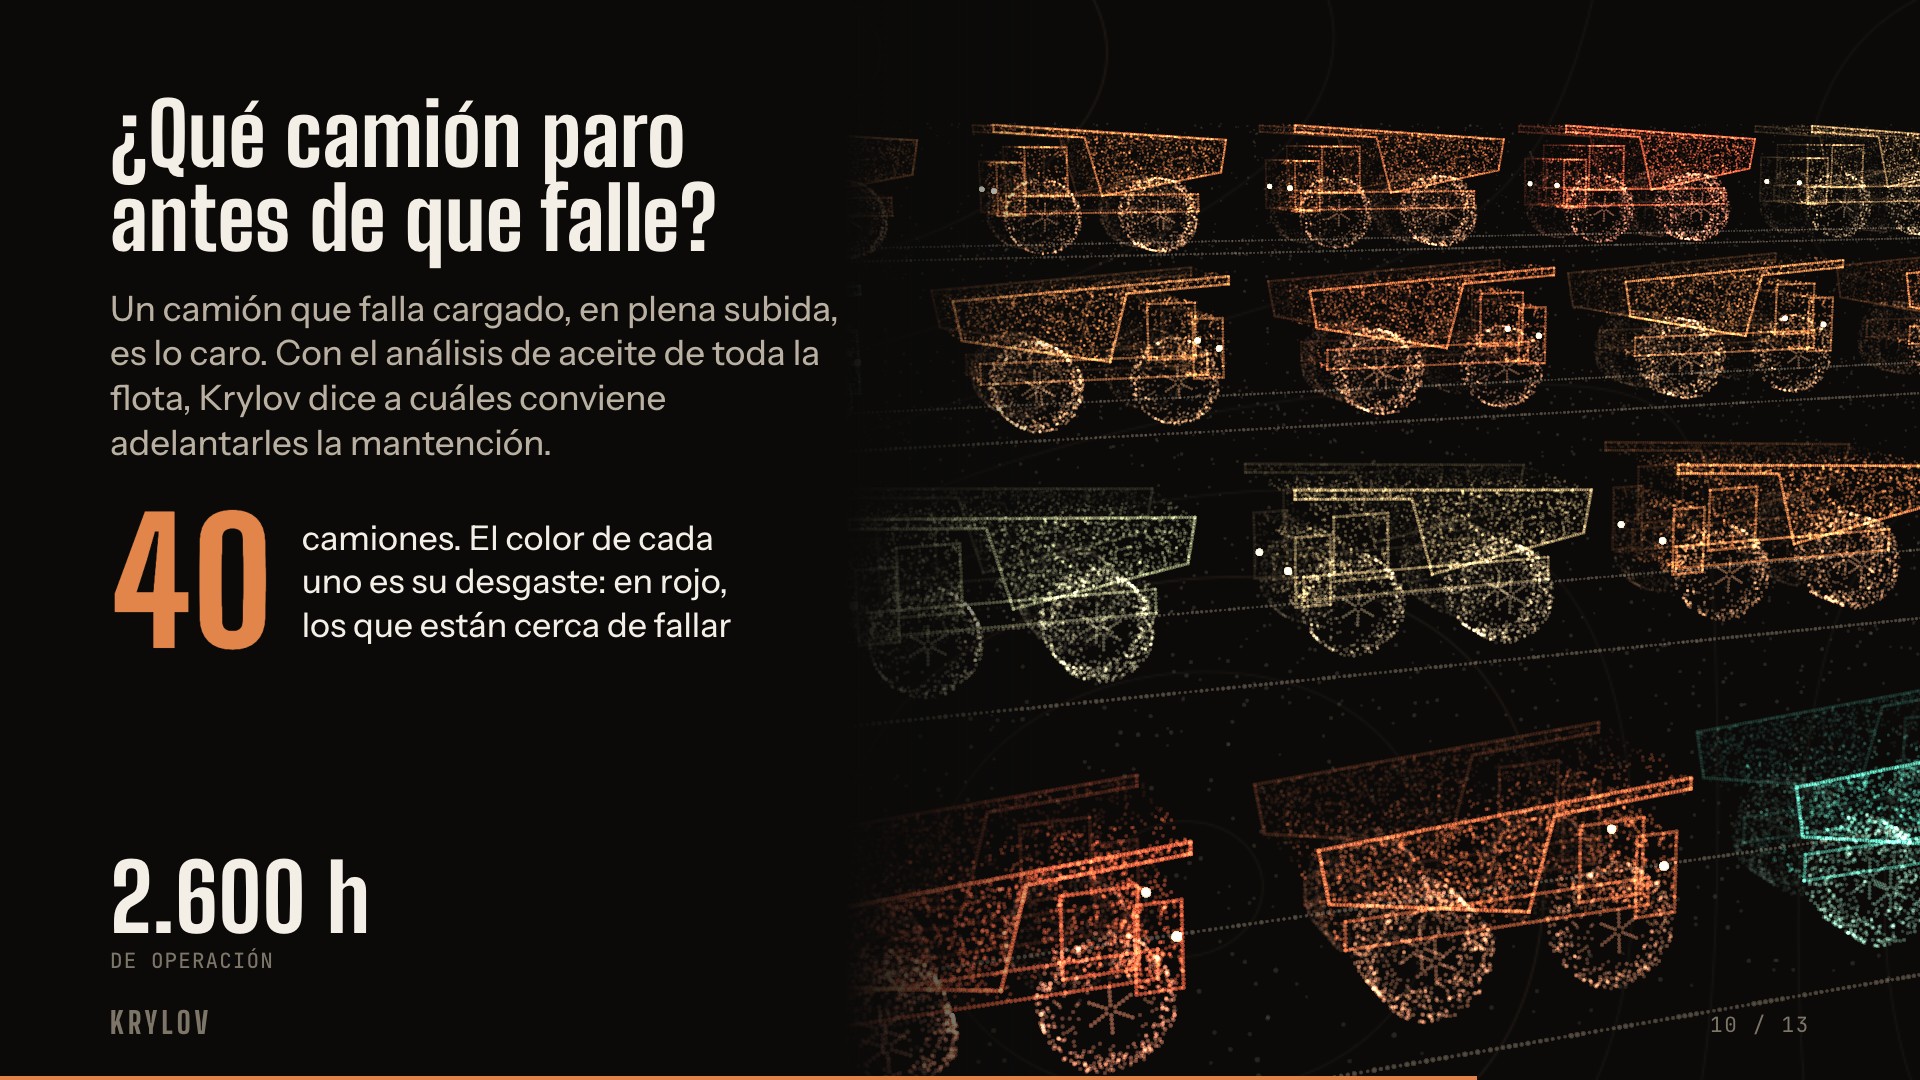 ¿Qué camión paro
antes de que falle?
Un camión que falla cargado, en plena subida,
es lo caro. Con el análisis de aceite de toda la
flota, Krylov dice a cuáles conviene
adelantarles la mantención.
40
camiones. El color de cada
uno es su desgaste: en rojo,
los que están cerca de fallar
2.600 h
DE OPERACIÓN
KRYLOV
10 / 13